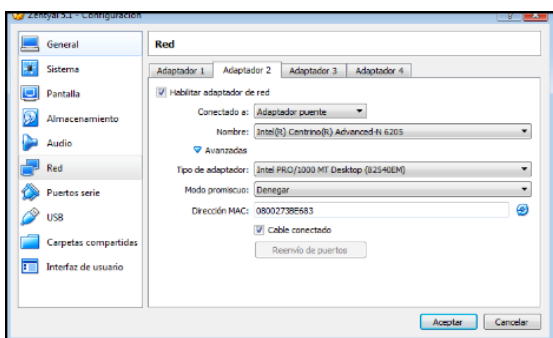 Zentyal 5.1 - Configuración
General
Sistema
Pantalla
Almacenamiento
Audio
Red
Puertos serie
USB
Carpetas compartidas
Interfaz de usuario
Red
Adaptador 1 Adaptador 2 Adaptador 3 Adaptador 4
Habilitar adaptador de red
Conectado a: Adaptador puente
Nombre: Intel(R) Centrino(R) Advanced-N 6205
Avanzadas
Tipo de adaptador: Intel PRO/1000 MT Desktop (82540EM)
Modo promiscuo: Denegar
Dirección MAC: 0800273BE683
Cable conectado
Reenvío de puertos
Aceptar Cancelar